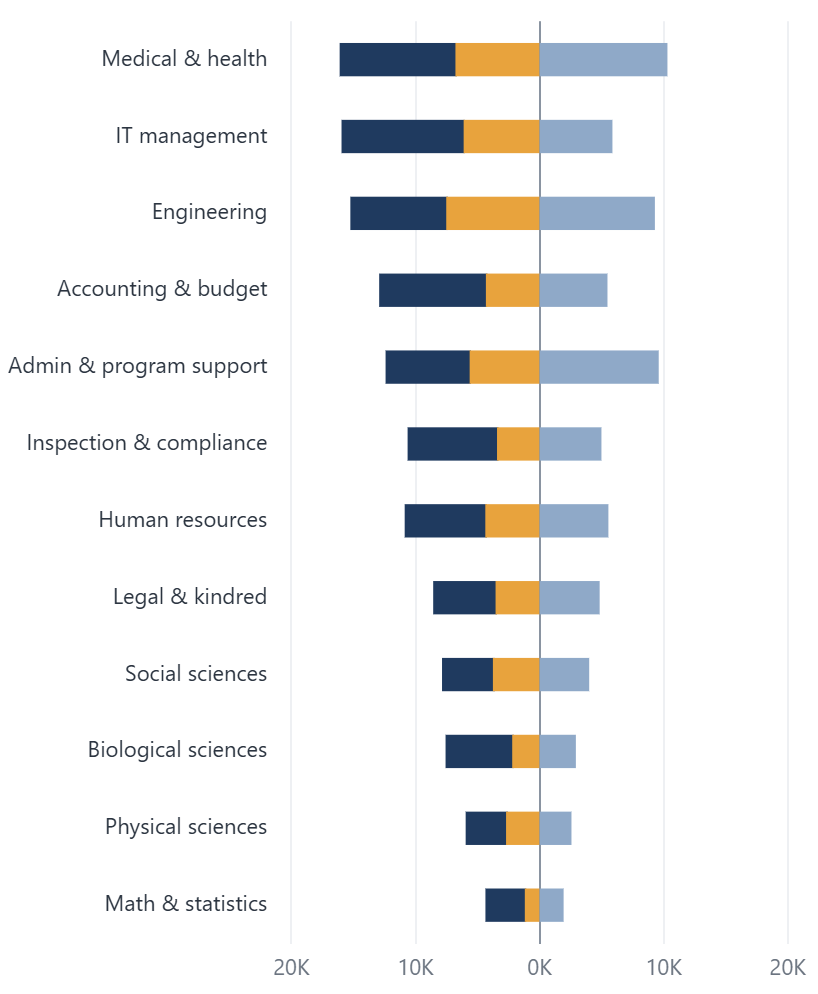 Medical & health
IT management
Engineering
Accounting & budget
Admin & program support
Inspection & compliance
Human resources
Legal & kindred
Social sciences
Biological sciences
Physical sciences
Math & statistics
20K 10K 0K 10K 20K